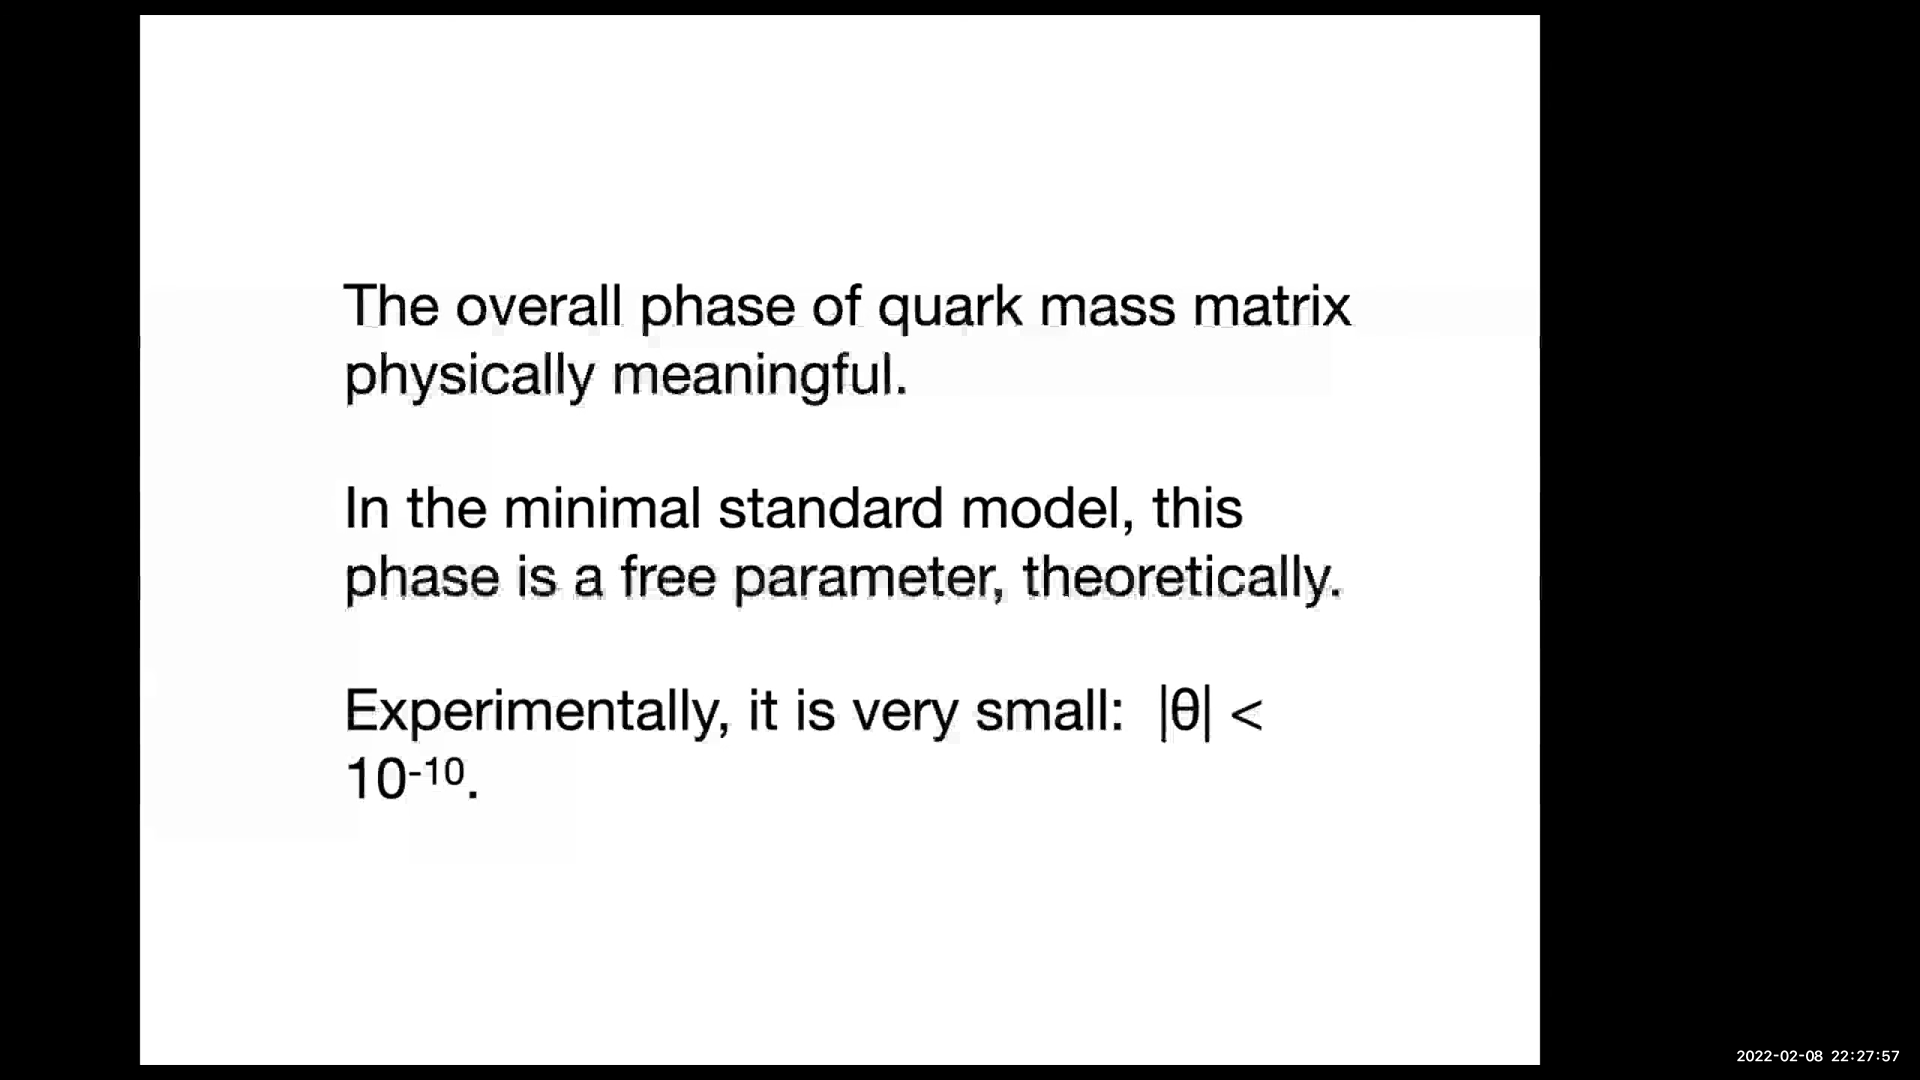 The overall phase of quark mass matrix
physically meaningful.
In the minimal standard model, this
phase is a free parameter, theoretically.
Experimentally, it is very small:  |θ| <
10⁻¹⁰.
2022-02-08 22:27:57